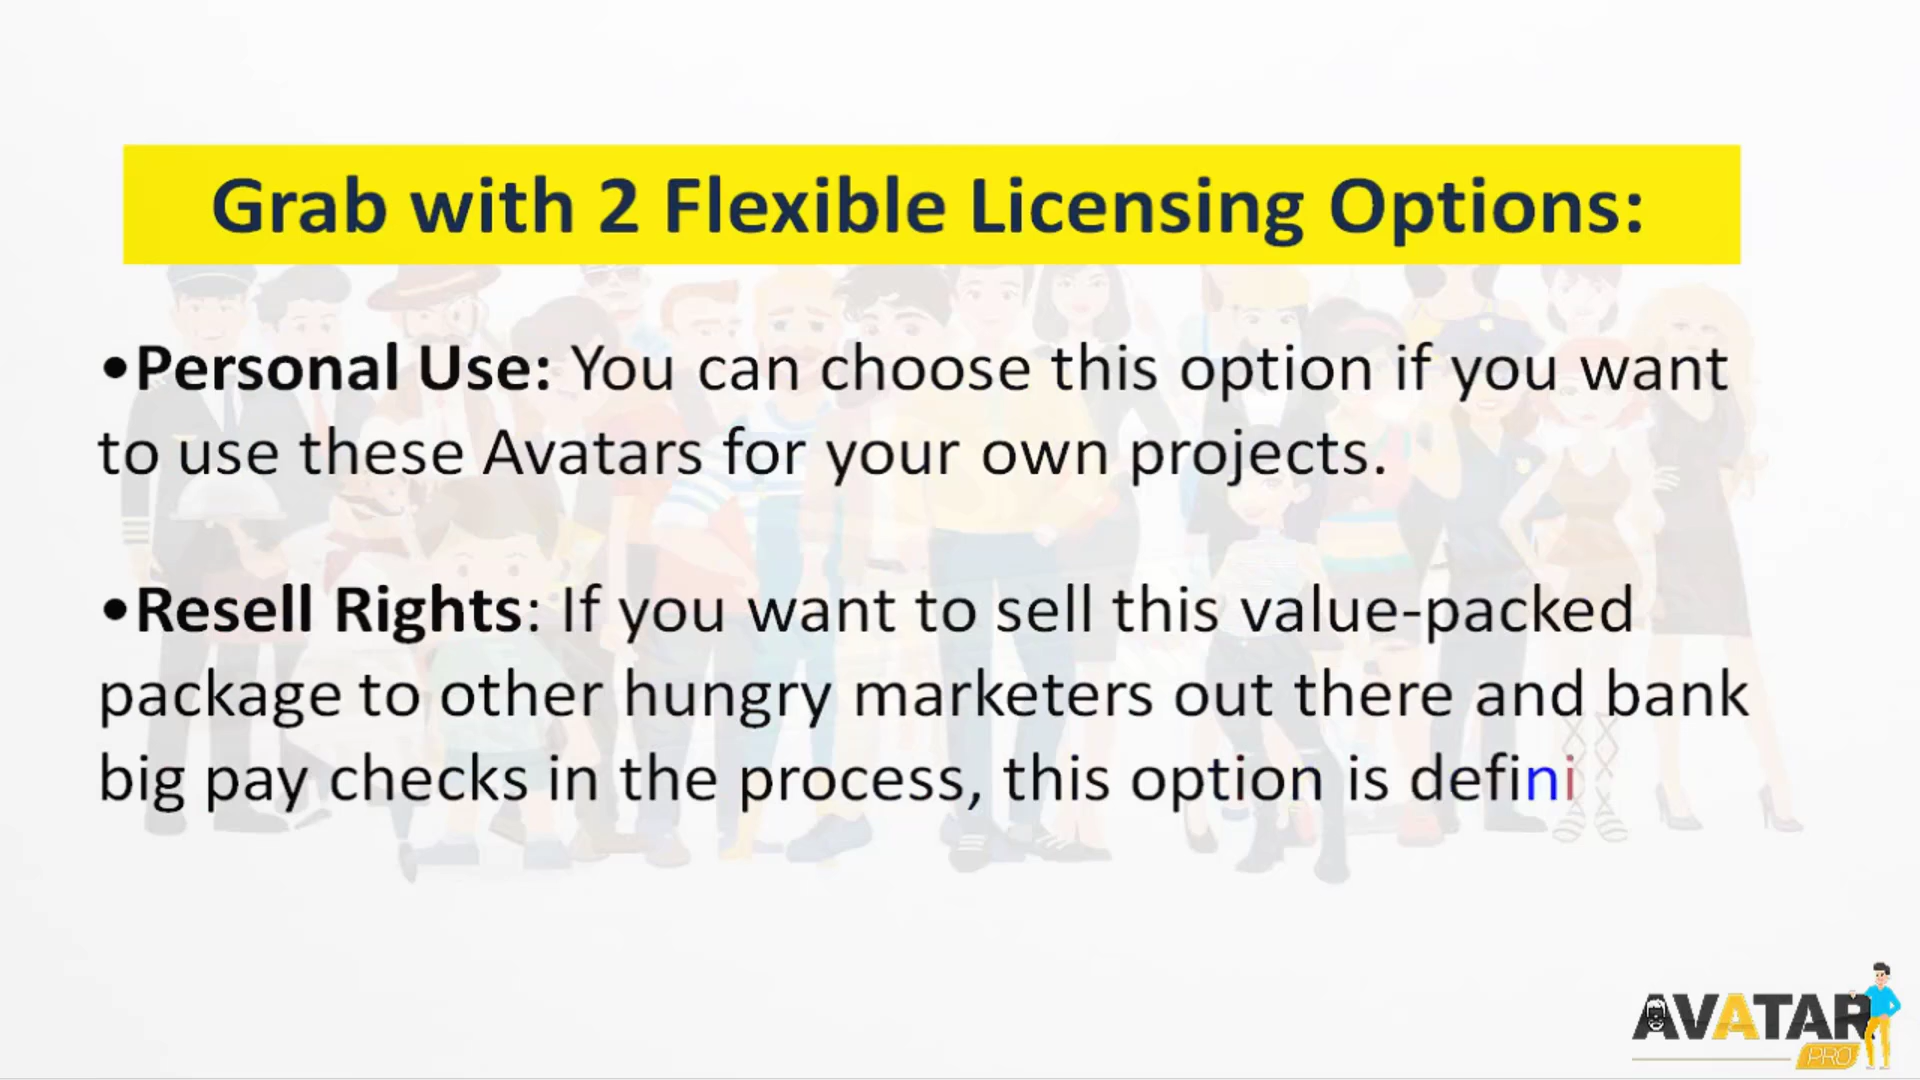 Grab with 2 Flexible Licensing Options:
•Personal Use: You can choose this option if you want
to use these Avatars for your own projects.
•Resell Rights: If you want to sell this value-packed
package to other hungry marketers out there and bank
big pay checks in the process, this option is defini
AVATAR
PRO